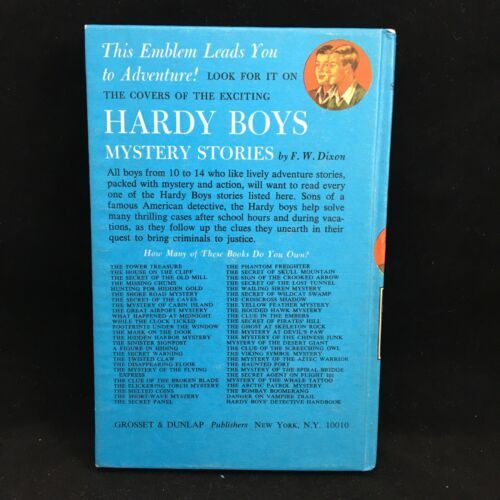 This Emblem Leads You
to Adventure! LOOK FOR IT ON
THE COVERS OF THE EXCITING
HARDY BOYS
MYSTERY STORIES by F. W. Dixon
All boys from 10 to 14 who like lively adventure stories,
packed with mystery and action, will want to read every
one of the Hardy Boys stories listed here. Sons of a
famous American detective, the Hardy boys help solve
many thrilling cases after school hours and during vaca-
tions, as they follow up the clues they unearth in their
quest to bring criminals to justice.
How Many of These Books Do You Own?
THE TOWER TREASURE
THE HOUSE ON THE CLIFF
THE SECRET OF THE OLD MILL
THE MISSING CHUMS
HUNTING FOR HIDDEN GOLD
THE SHORE ROAD MYSTERY
THE SECRET OF THE CAVES
THE MYSTERY OF CABIN ISLAND
THE GREAT AIRPORT MYSTERY
WHAT HAPPENED AT MIDNIGHT
WHILE THE CLOCK TICKED
FOOTPRINTS UNDER THE WINDOW
THE MARK ON THE DOOR
THE HIDDEN HARBOR MYSTERY
THE SINISTER SIGNPOST
A FIGURE IN HIDING
THE SECRET WARNING
THE TWISTED CLAW
THE DISAPPEARING FLOOR
THE MYSTERY OF THE FLYING
EXPRESS
THE CLUE OF THE BROKEN BLADE
THE FLICKERING TORCH MYSTERY
THE MELTED COINS
THE SHORT-WAVE MYSTERY
THE SECRET PANEL
THE PHANTOM FREIGHTER
THE SECRET OF SKULL MOUNTAIN
THE SIGN OF THE CROOKED ARROW
THE SECRET OF THE LOST TUNNEL
THE WAILING SIREN MYSTERY
THE SECRET OF WILDCAT SWAMP
THE CRISSCROSS SHADOW
THE YELLOW FEATHER MYSTERY
THE HOODED HAWK MYSTERY
THE CLUE IN THE EMBERS
THE SECRET OF PIRATES' HILL
THE GHOST AT SKELETON ROCK
THE MYSTERY AT DEVIL'S PAW
THE MYSTERY OF THE CHINESE JUNK
MYSTERY OF THE DESERT GIANT
THE CLUE OF THE SCREECHING OWL
THE VIKING SYMBOL MYSTERY
THE MYSTERY OF THE AZTEC WARRIOR
THE HAUNTED FORT
THE MYSTERY OF THE SPIRAL BRIDGE
THE SECRET AGENT ON FLIGHT 101
MYSTERY OF THE WHALE TATTOO
THE ARCTIC PATROL MYSTERY
THE BOMBAY BOOMERANG
DANGER ON VAMPIRE TRAIL
HARDY BOYS' DETECTIVE HANDBOOK
GROSSET & DUNLAP Publishers NEW YORK, N.Y. 10010